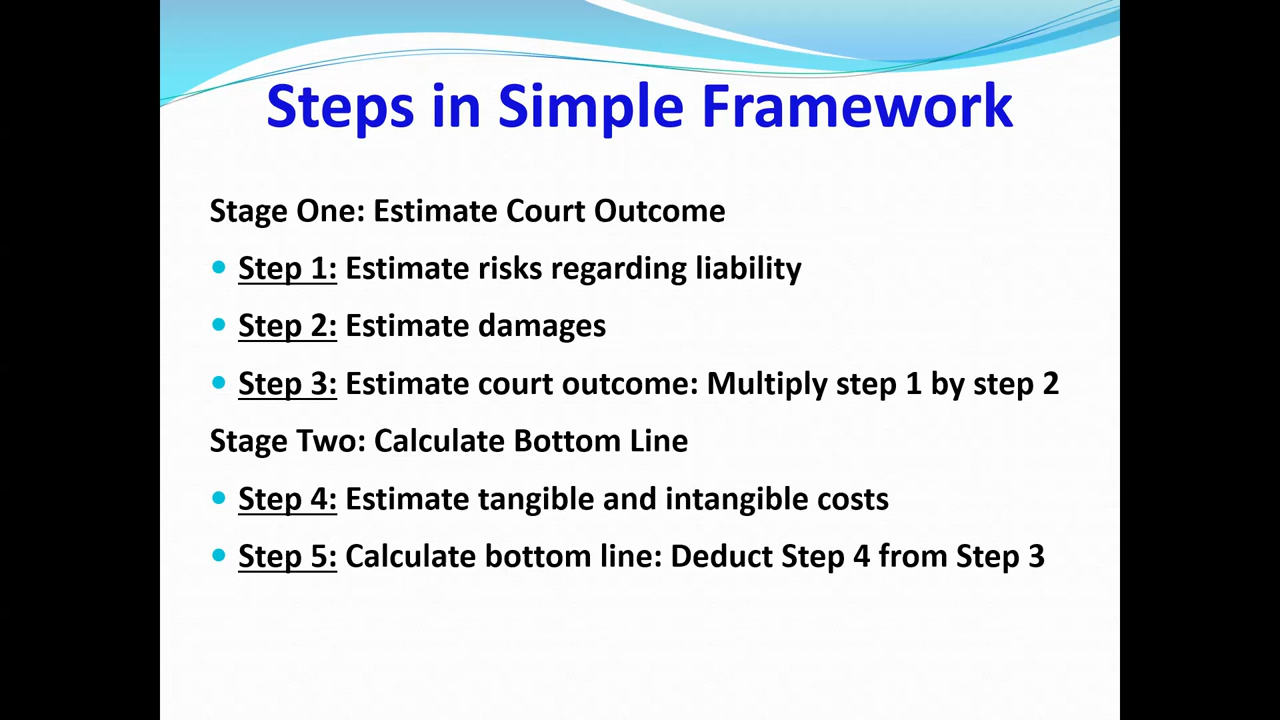 Steps in Simple Framework
Stage One: Estimate Court Outcome
• Step 1: Estimate risks regarding liability
• Step 2: Estimate damages
• Step 3: Estimate court outcome: Multiply step 1 by step 2
Stage Two: Calculate Bottom Line
• Step 4: Estimate tangible and intangible costs
• Step 5: Calculate bottom line: Deduct Step 4 from Step 3